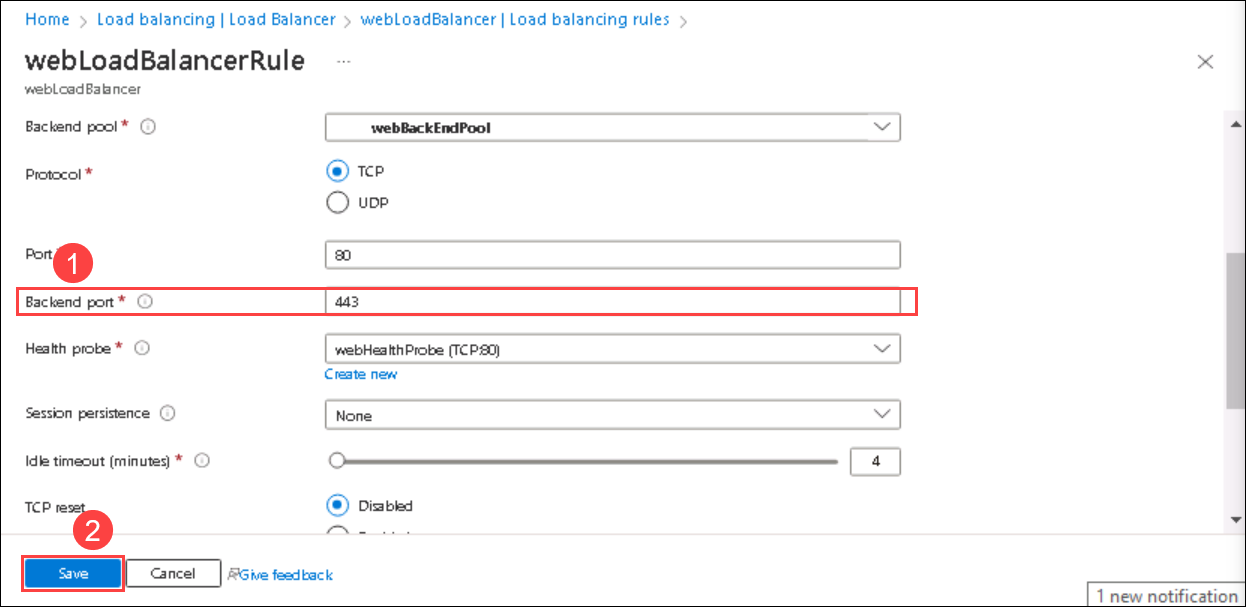 Home > Load balancing | Load Balancer > webLoadBalancer | Load balancing rules >
webLoadBalancerRule ...
webLoadBalancer
Backend pool *
webBackEndPool
Protocol *
TCP
UDP
Port
80
1
Backend port *
443
Health probe *
webHealthProbe (TCP:80)
Create new
Session persistence
None
Idle timeout (minutes) *
4
TCP reset
Disabled
2
Save
Cancel
Give feedback
1 new notification